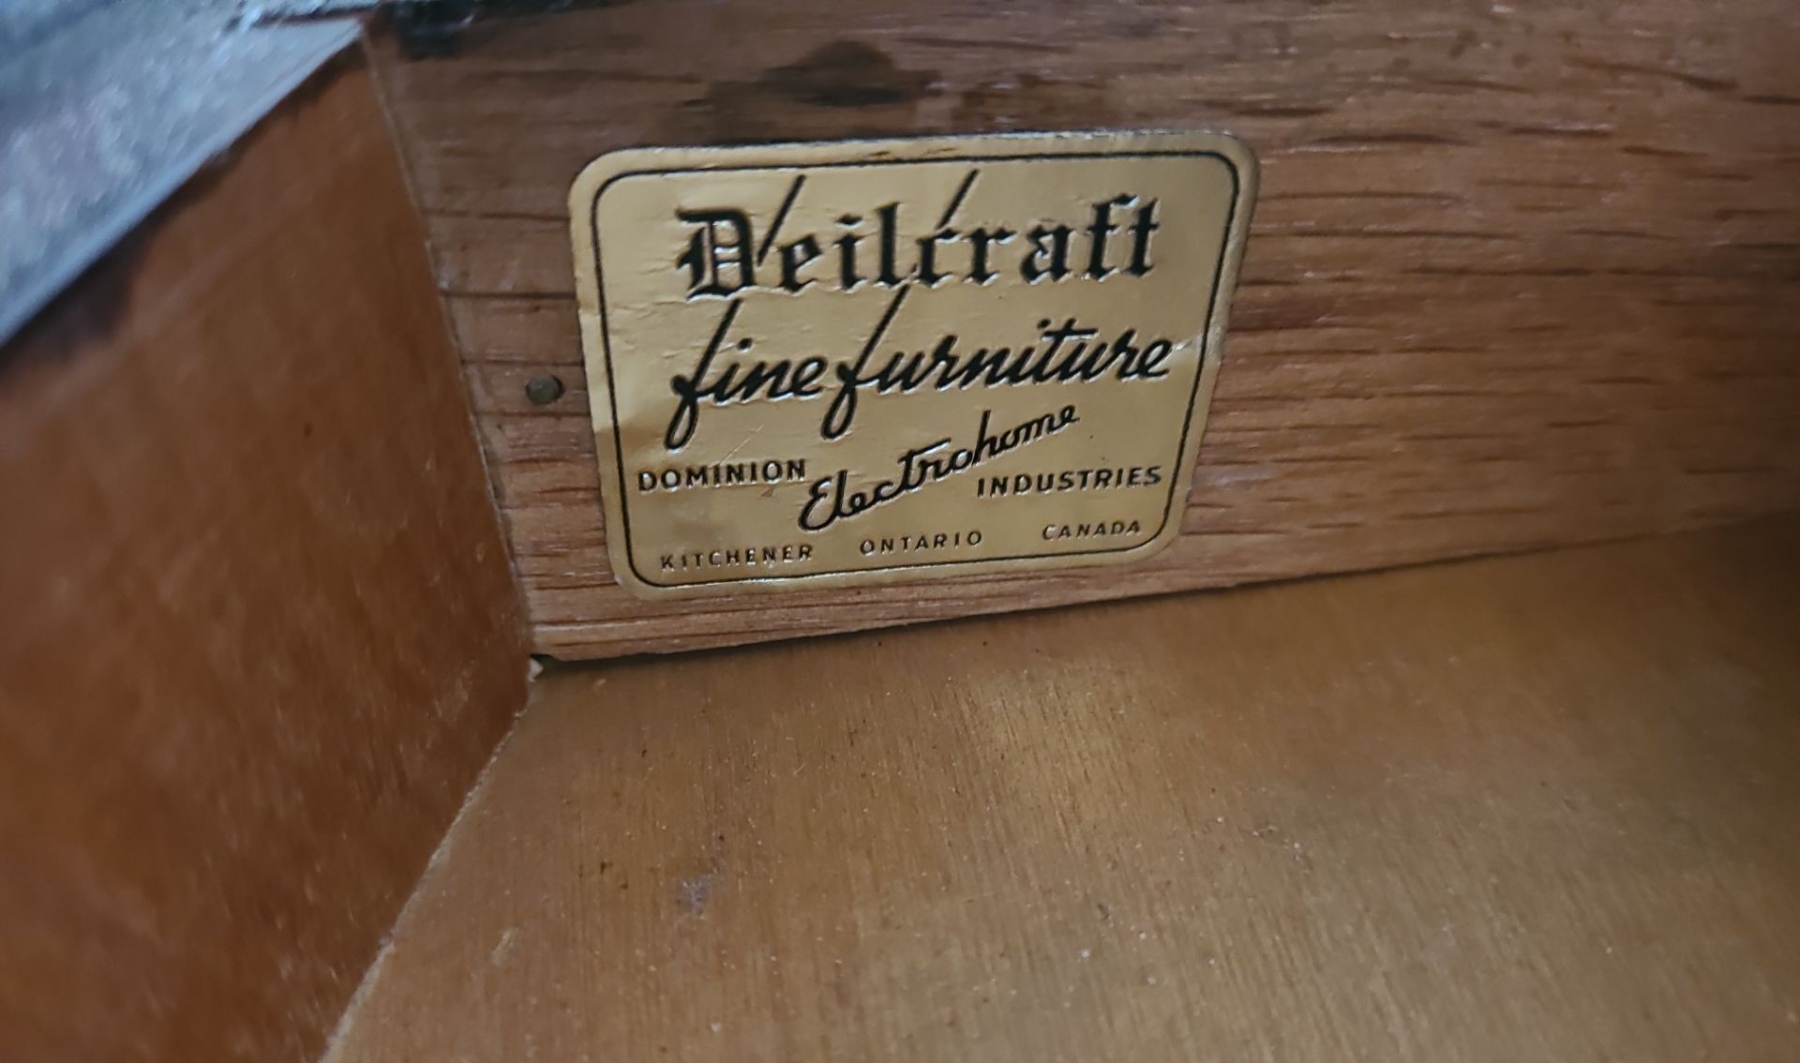 Deilcraft
fine furniture
DOMINION Electrohome INDUSTRIES
KITCHENER ONTARIO CANADA